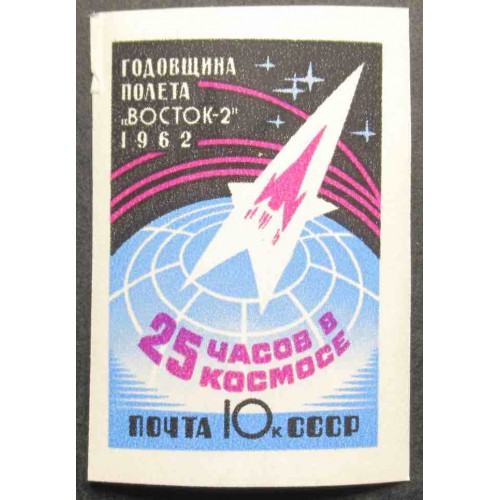 ГОДОВЩИНА
ПОЛЕТА
„ВОСТОК-2"
1962
25 ЧАСОВ В
КОСМОСЕ
ПОЧТА 10К СССР